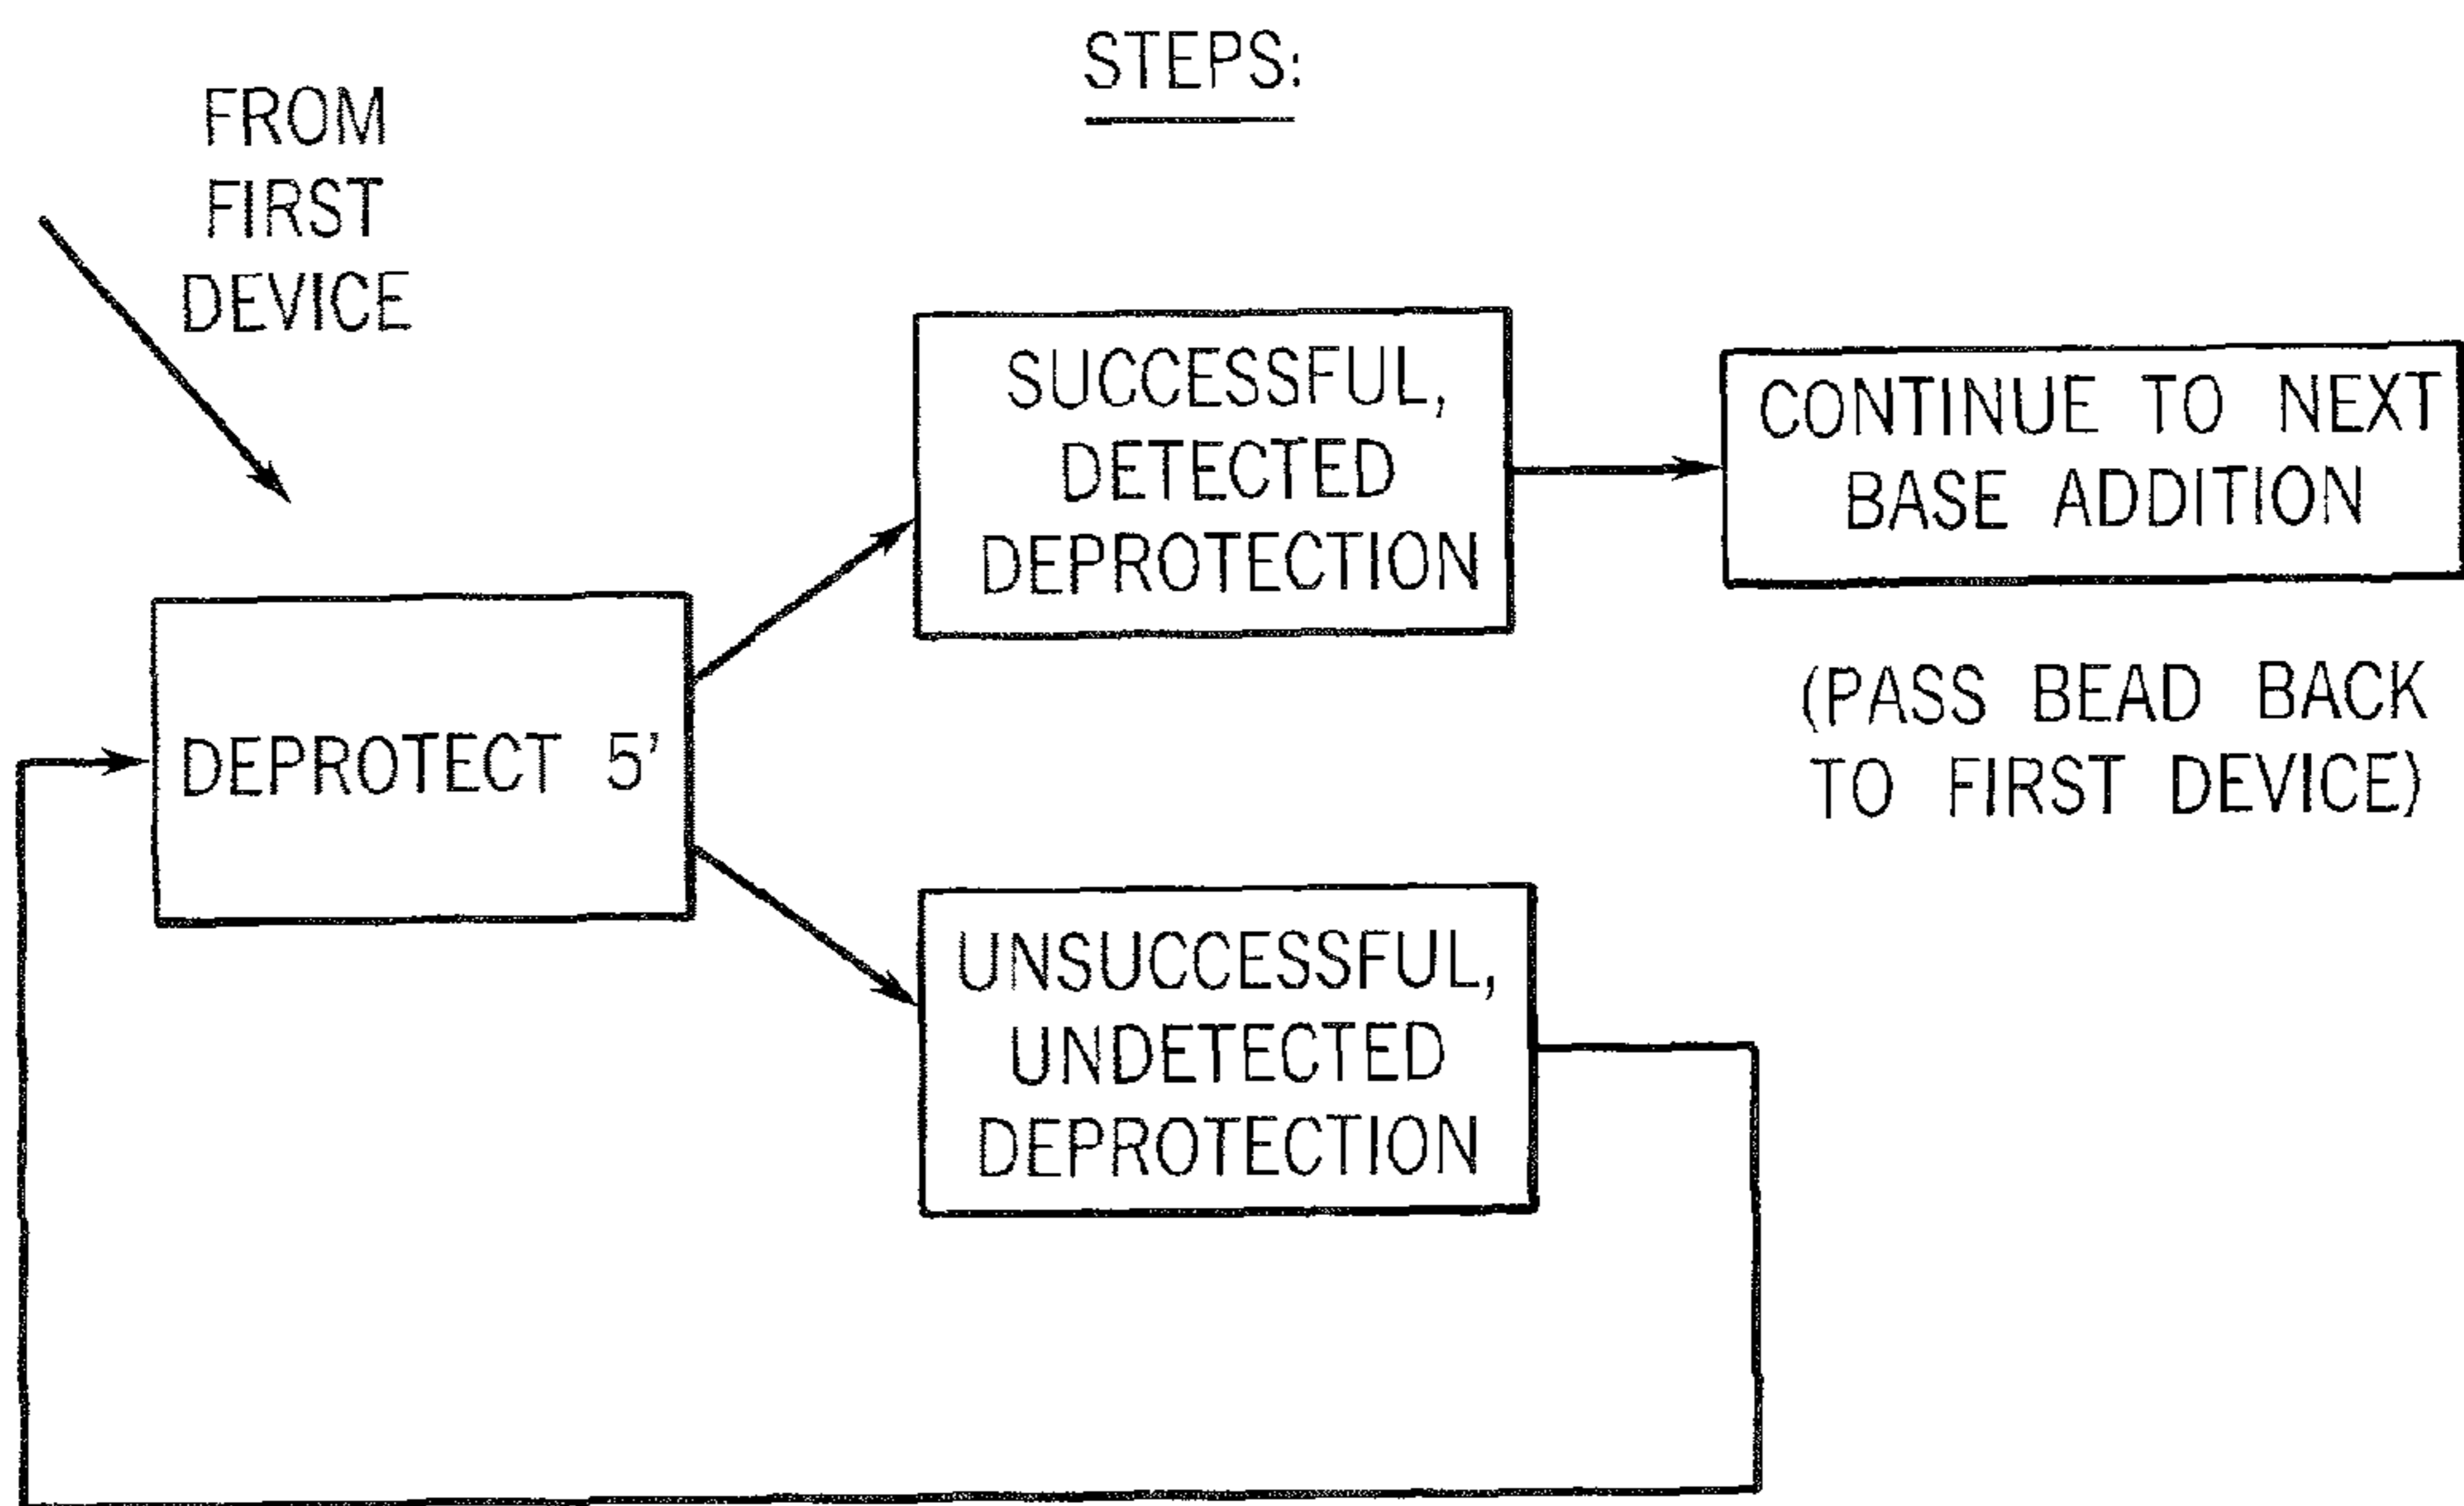 STEPS:
FROM
FIRST
DEVICE
SUCCESSFUL,
DETECTED
DEPROTECTION
CONTINUE TO NEXT
BASE ADDITION
(PASS BEAD BACK
TO FIRST DEVICE)
DEPROTECT 5'
UNSUCCESSFUL,
UNDETECTED
DEPROTECTION